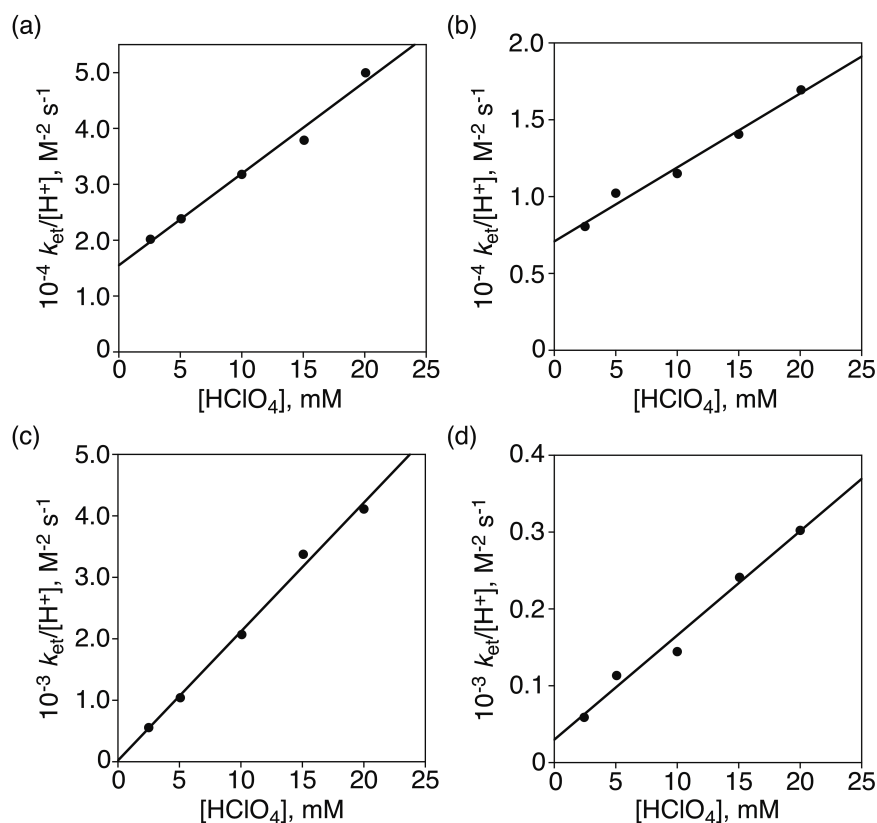 (a)
10⁻⁴ kₑₜ/[H⁺], M⁻² s⁻¹
5.0
4.0
3.0
2.0
1.0
0
0 5 10 15 20 25
[HClO₄], mM
(b)
10⁻⁴ kₑₜ/[H⁺], M⁻² s⁻¹
2.0
1.5
1.0
0.5
0
0 5 10 15 20 25
[HClO₄], mM
(c)
10⁻³ kₑₜ/[H⁺], M⁻² s⁻¹
5.0
4.0
3.0
2.0
1.0
0
0 5 10 15 20 25
[HClO₄], mM
(d)
10⁻³ kₑₜ/[H⁺], M⁻² s⁻¹
0.4
0.3
0.2
0.1
0
0 5 10 15 20 25
[HClO₄], mM